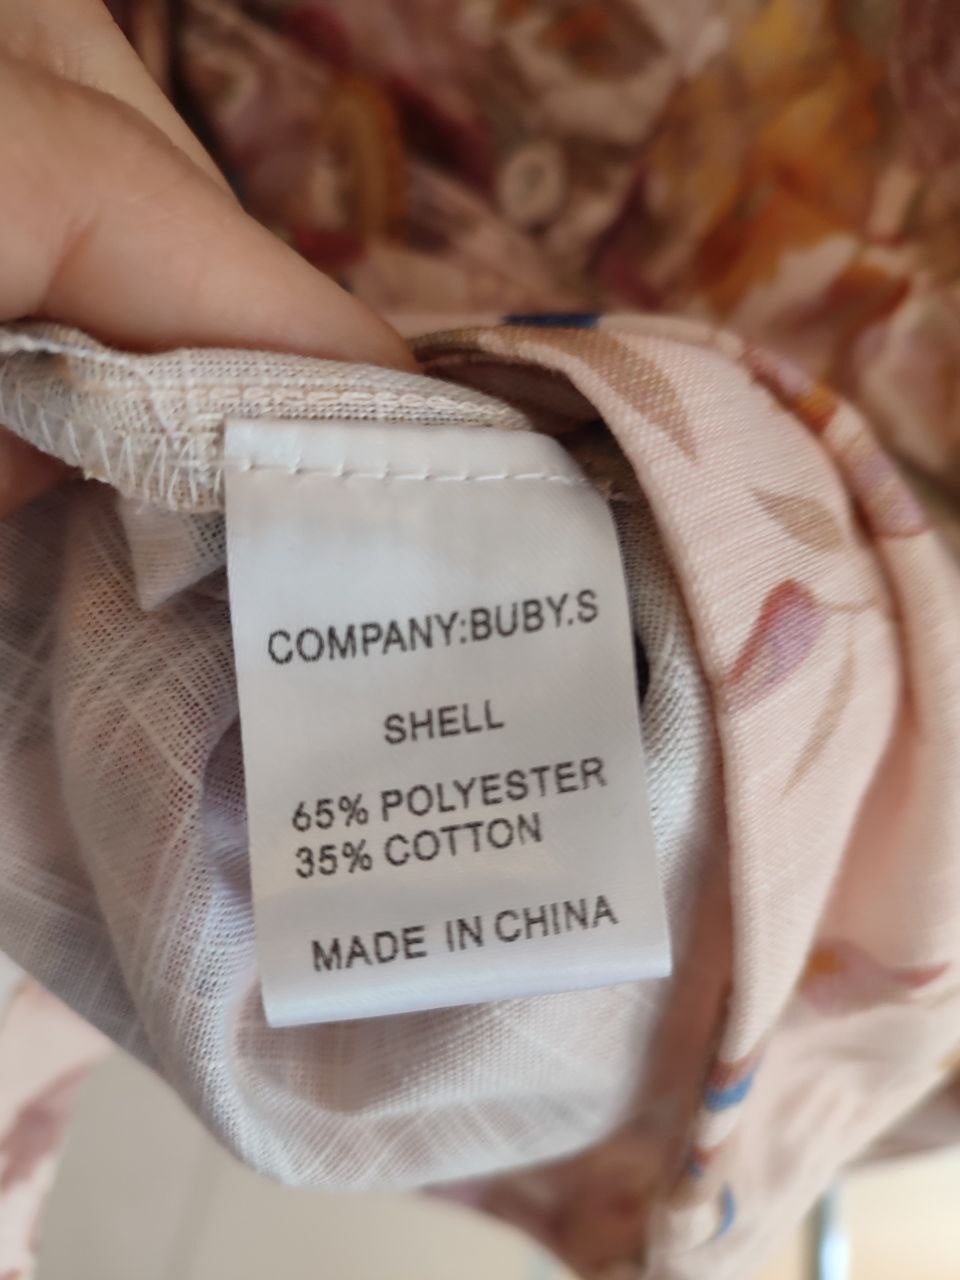 COMPANY:BUBY.S
SHELL
65% POLYESTER
35% COTTON
MADE IN CHINA